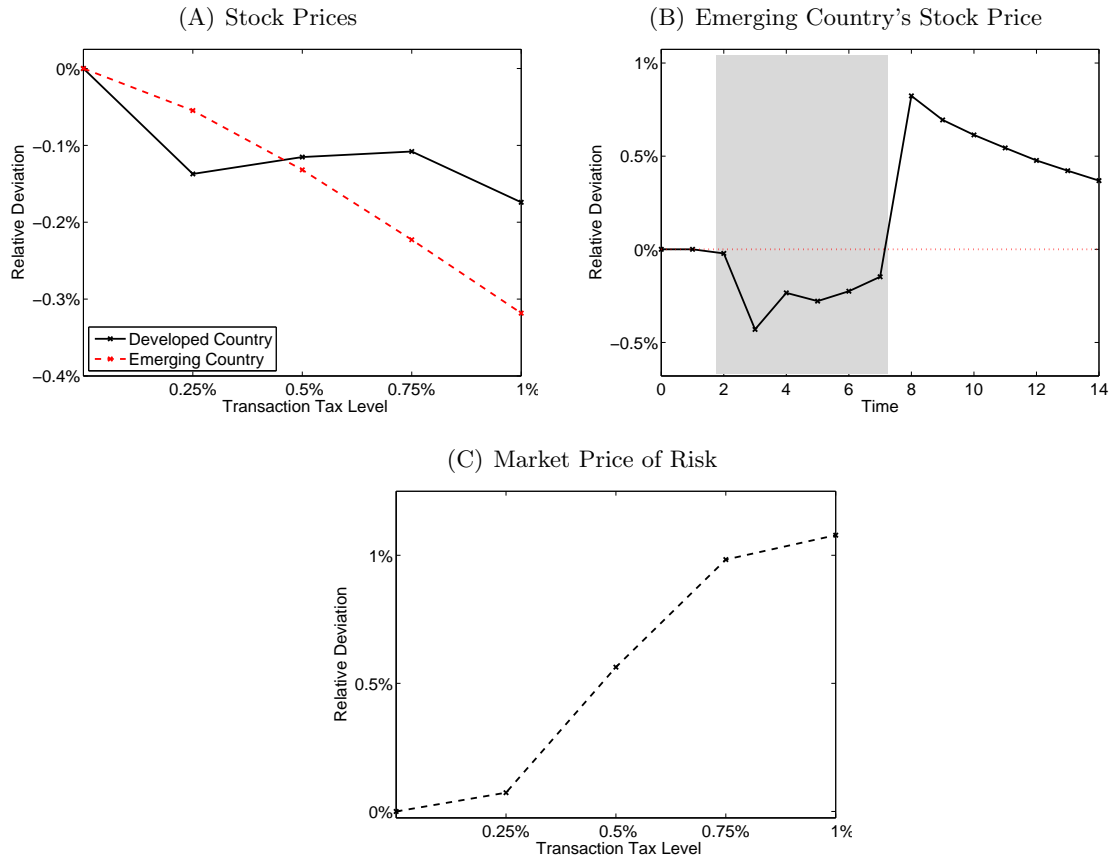 (A) Stock Prices
0%
−0.1%
−0.2%
−0.3%
−0.4%
Relative Deviation
Developed Country
Emerging Country
0.25%
0.5%
0.75%
1%
Transaction Tax Level
(B) Emerging Country's Stock Price
1%
0.5%
0%
−0.5%
Relative Deviation
0
2
4
6
8
10
12
14
Time
(C) Market Price of Risk
1%
0.5%
0%
Relative Deviation
0.25%
0.5%
0.75%
1%
Transaction Tax Level